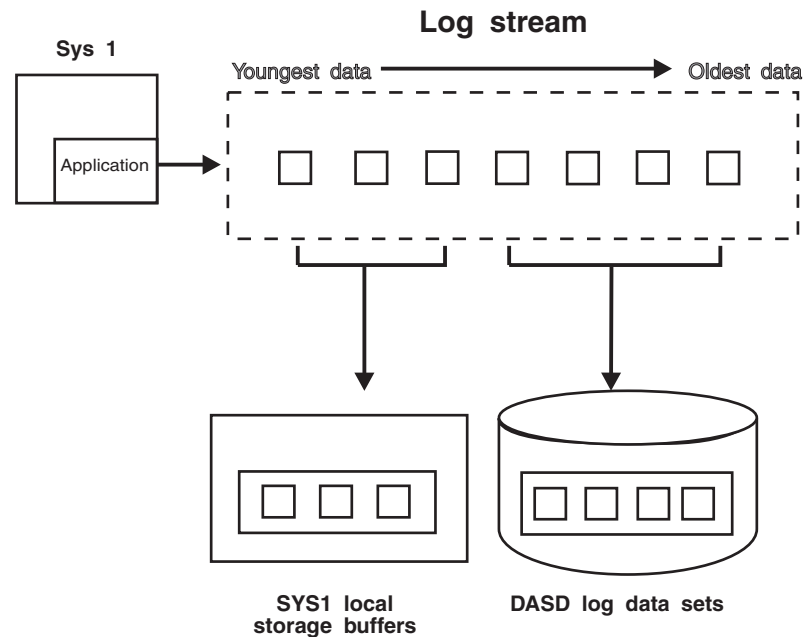 Log stream
Sys 1
Youngest data
Oldest data
Application
SYS1 local
storage buffers
DASD log data sets